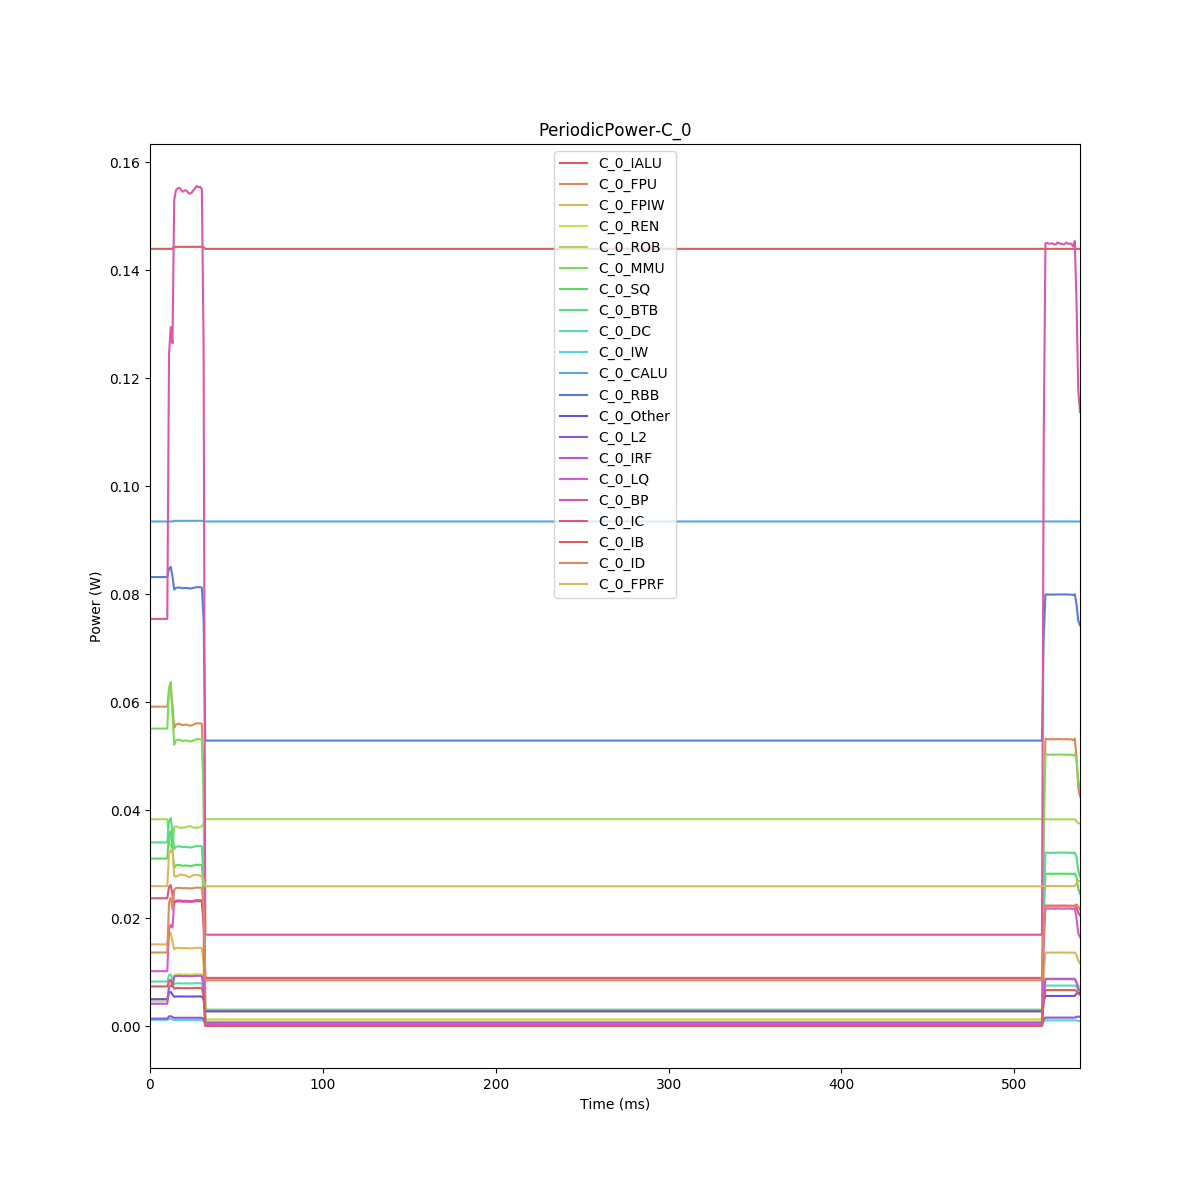 PeriodicPower-C_0
0.16
0.14
0.12
0.10
0.08
0.06
0.04
0.02
0.00
Power (W)
C_0_IALU
C_0_FPU
C_0_FPIW
C_0_REN
C_0_ROB
C_0_MMU
C_0_SQ
C_0_BTB
C_0_DC
C_0_IW
C_0_CALU
C_0_RBB
C_0_Other
C_0_L2
C_0_IRF
C_0_LQ
C_0_BP
C_0_IC
C_0_IB
C_0_ID
C_0_FPRF
0 100 200 300 400 500
Time (ms)